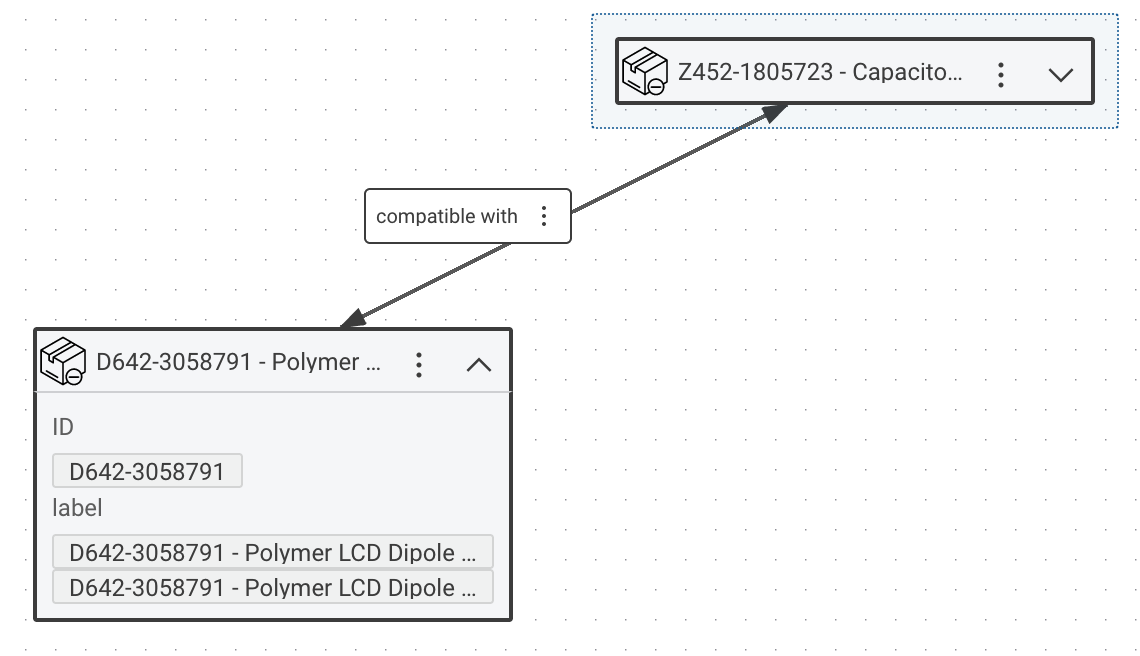 Z452-1805723 - Capacito...
compatible with
D642-3058791 - Polymer ...
ID
D642-3058791
label
D642-3058791 - Polymer LCD Dipole ...
D642-3058791 - Polymer LCD Dipole ...